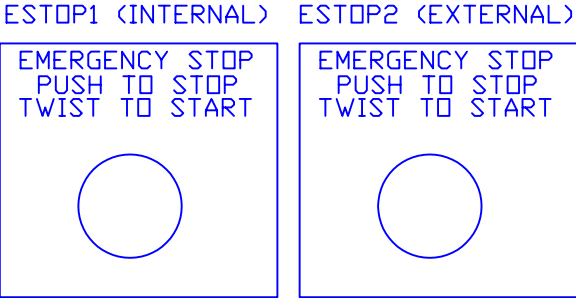 ESTOP1 (INTERNAL)
EMERGENCY STOP
PUSH TO STOP
TWIST TO START
ESTOP2 (EXTERNAL)
EMERGENCY STOP
PUSH TO STOP
TWIST TO START